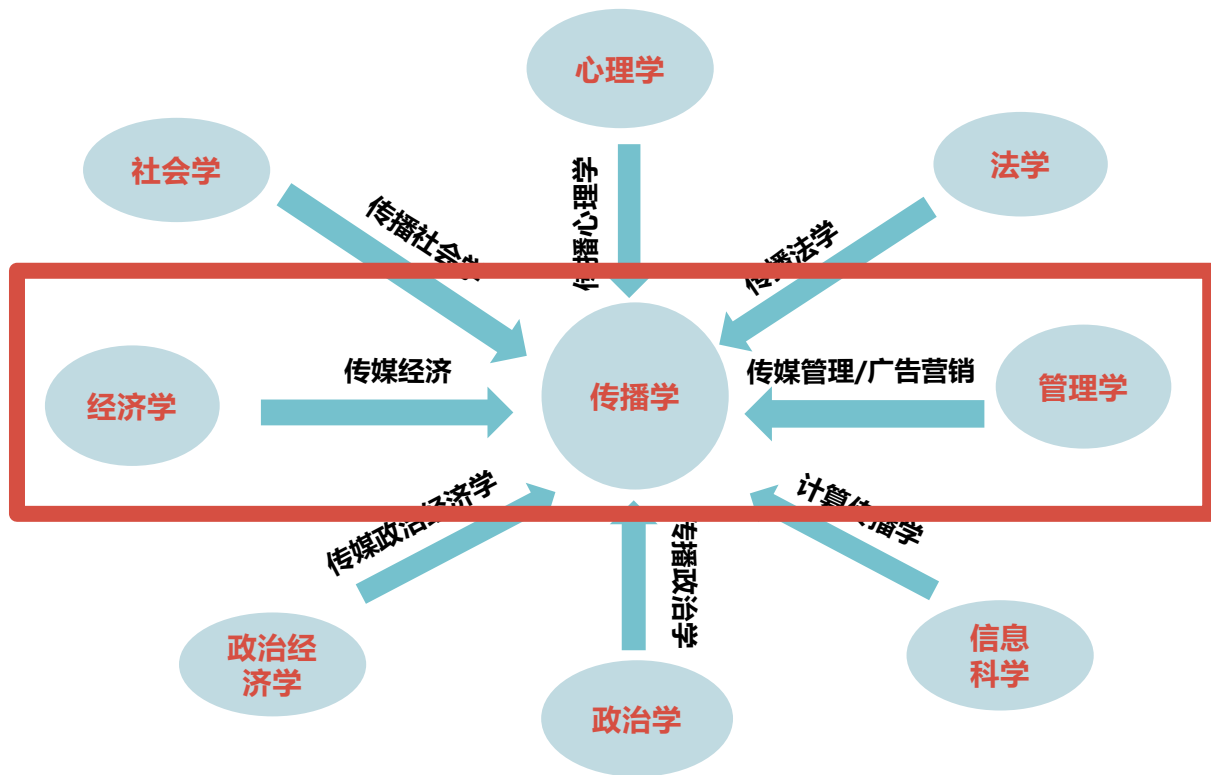 心理学
社会学
法学
传播社会学
传播心理学
传播法学
经济学
传媒经济
传播学
传媒管理/广告营销
管理学
传媒政治经济学
传播政治学
计算传播学
政治经
济学
政治学
信息
科学